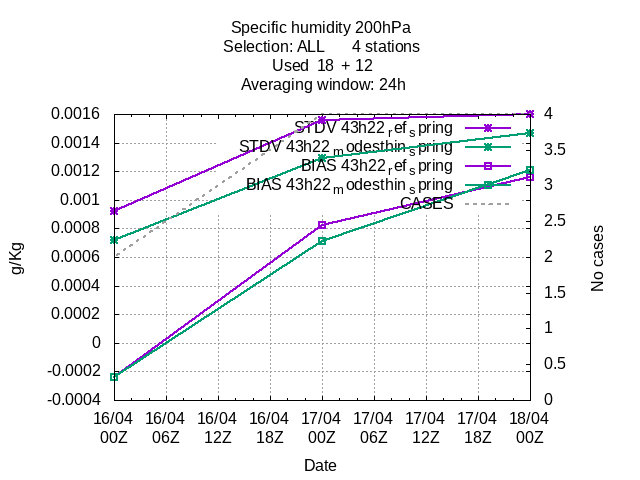 Specific humidity 200hPa
Selection: ALL 4 stations
Used 18 + 12
Averaging window: 24h
0.0016
0.0014
0.0012
0.001
0.0008
0.0006
0.0004
0.0002
0
-0.0002
-0.0004
g/Kg
STDV 43h22refspring
STDV 43h22modesthinspring
BIAS 43h22refspring
BIAS 43h22modesthinspring
CASES
4
3.5
3
2.5
2
1.5
1
0.5
0
No cases
16/04 16/04 16/04 16/04 17/04 17/04 17/04 17/04 18/04
00Z 06Z 12Z 18Z 00Z 06Z 12Z 18Z 00Z
Date